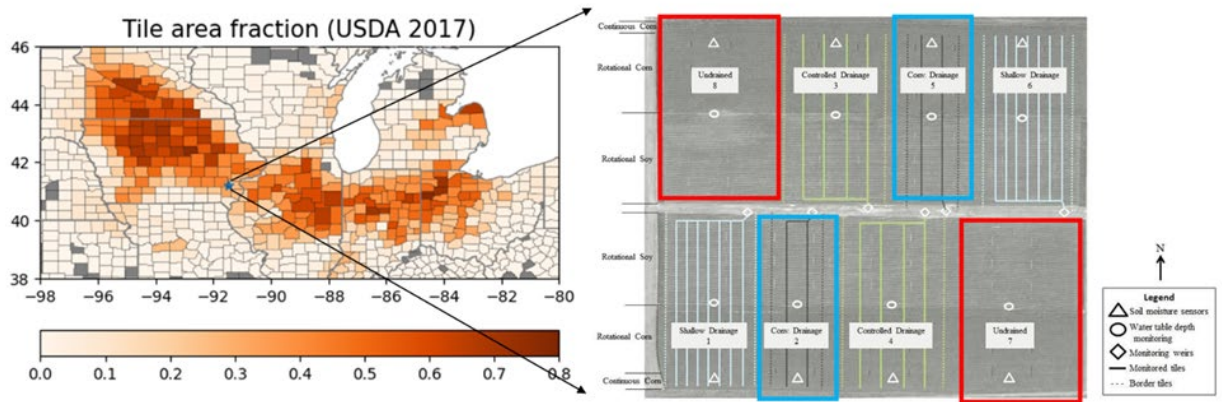 Tile area fraction (USDA 2017)
46
44
42
40
38
−98 −96 −94 −92 −90 −88 −86 −84 −82 −80
0.0 0.1 0.2 0.3 0.4 0.5 0.6 0.7 0.8
Continuous Corn
Rotational Corn
Rotational Soy
Undrained
8
Controlled Drainage
3
Conv. Drainage
5
Shallow Drainage
6
Rotational Soy
Rotational Corn
Continuous Corn
Shallow Drainage
1
Conv. Drainage
2
Controlled Drainage
4
Undrained
7
N
Legend
Soil moisture sensors
Water table depth
monitoring
Monitoring weirs
Monitored tiles
Border tiles